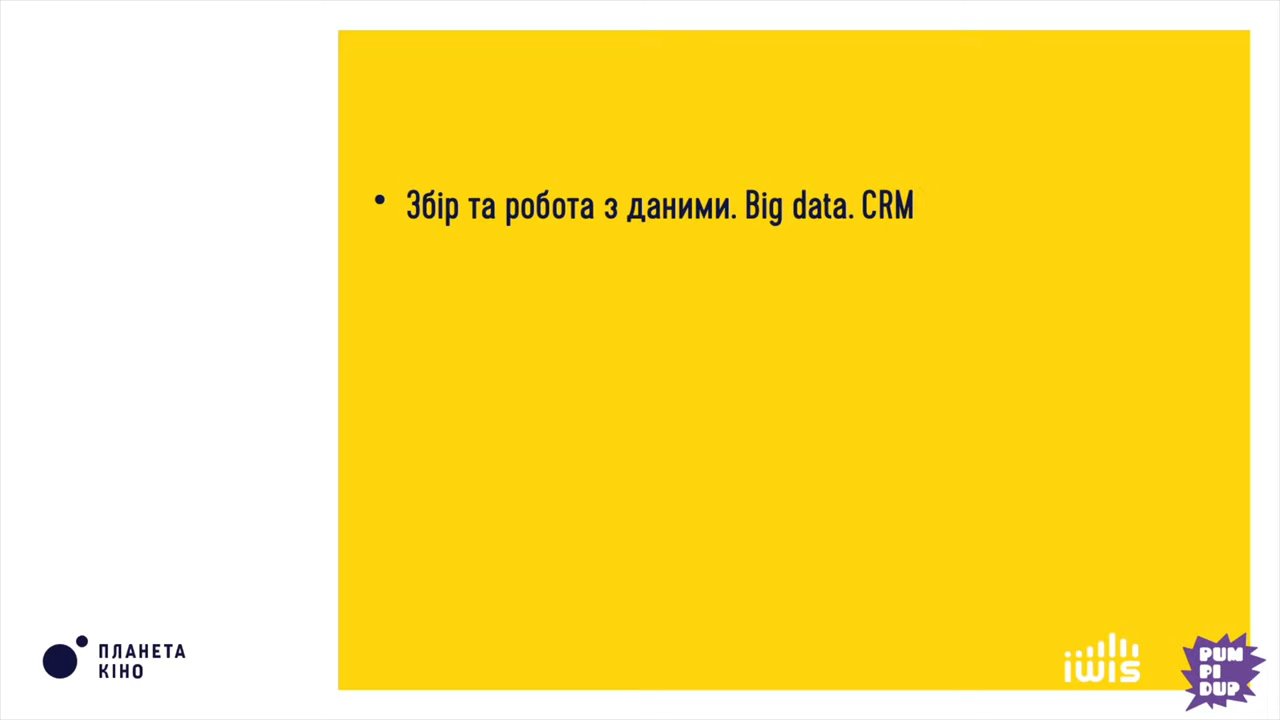 • Збір та робота з даними. Big data. CRM
ПЛАНЕТА
КІНО
iwis
PUM
PI
DUP